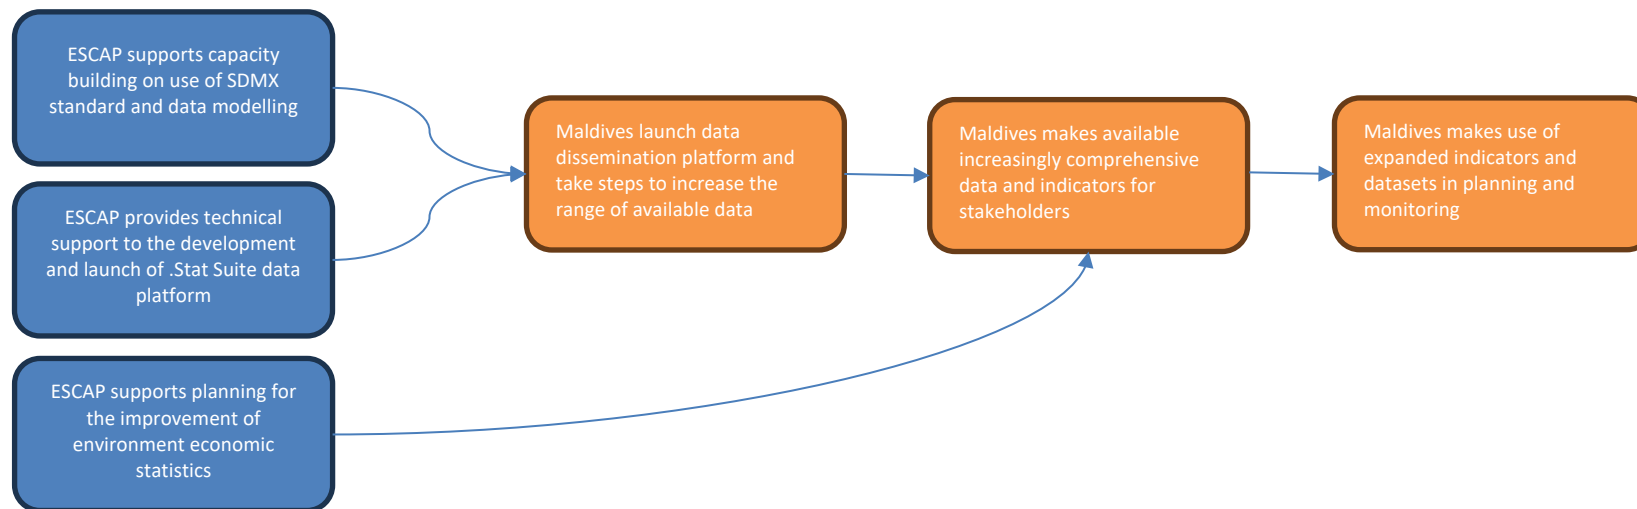 ESCAP supports capacity
building on use of SDMX
standard and data modelling
ESCAP provides technical
support to the development
and launch of .Stat Suite data
platform
ESCAP supports planning for
the improvement of
environment economic
statistics
Maldives launch data
dissemination platform and
take steps to increase the
range of available data
Maldives makes available
increasingly comprehensive
data and indicators for
stakeholders
Maldives makes use of
expanded indicators and
datasets in planning and
monitoring